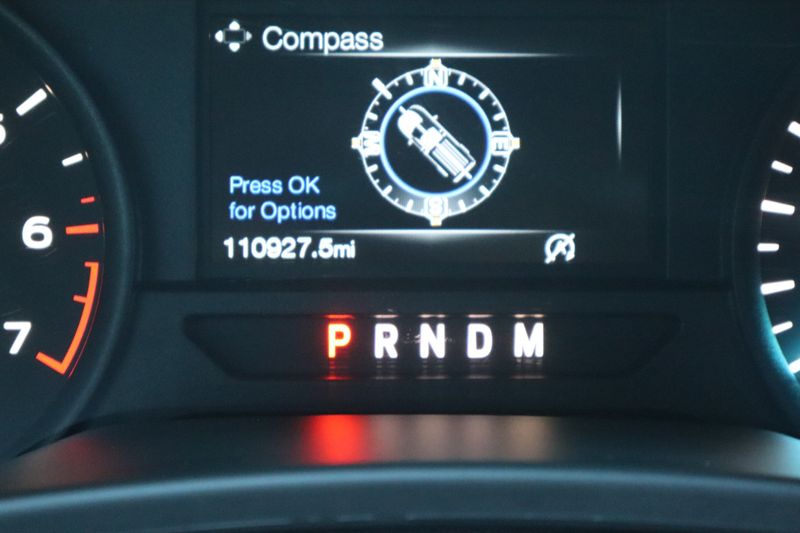 Compass
N
W
E
S
Press OK
for Options
110927.5mi
6
7
P R N D M